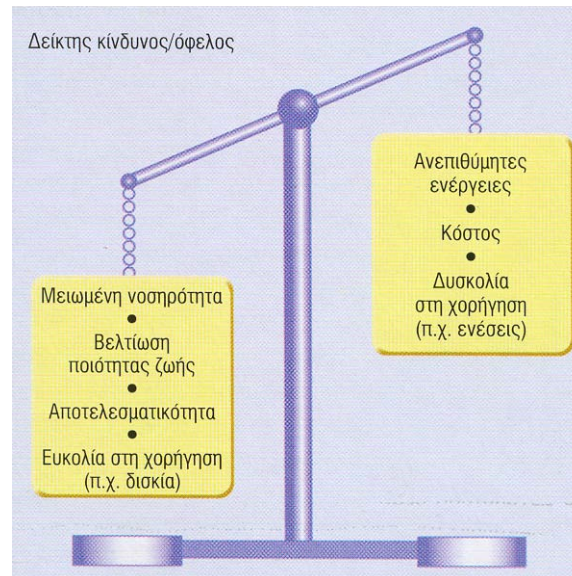 Δείκτης κίνδυνος/όφελος
Ανεπιθύμητες
ενέργειες
•
Κόστος
•
Δυσκολία
στη χορήγηση
(π.χ. ενέσεις)
Μειωμένη νοσηρότητα
•
Βελτίωση
ποιότητας ζωής
•
Αποτελεσματικότητα
•
Ευκολία στη χορήγηση
(π.χ. δισκία)